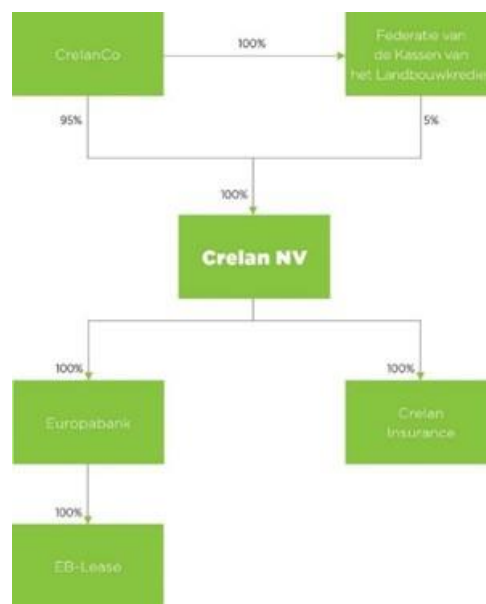 CrelanCo
100%
Federatie van
de Kassen van
het Landbouwkrediet
95%
5%
100%
Crelan NV
100%
100%
Europabank
Crelan
Insurance
100%
EB-Lease